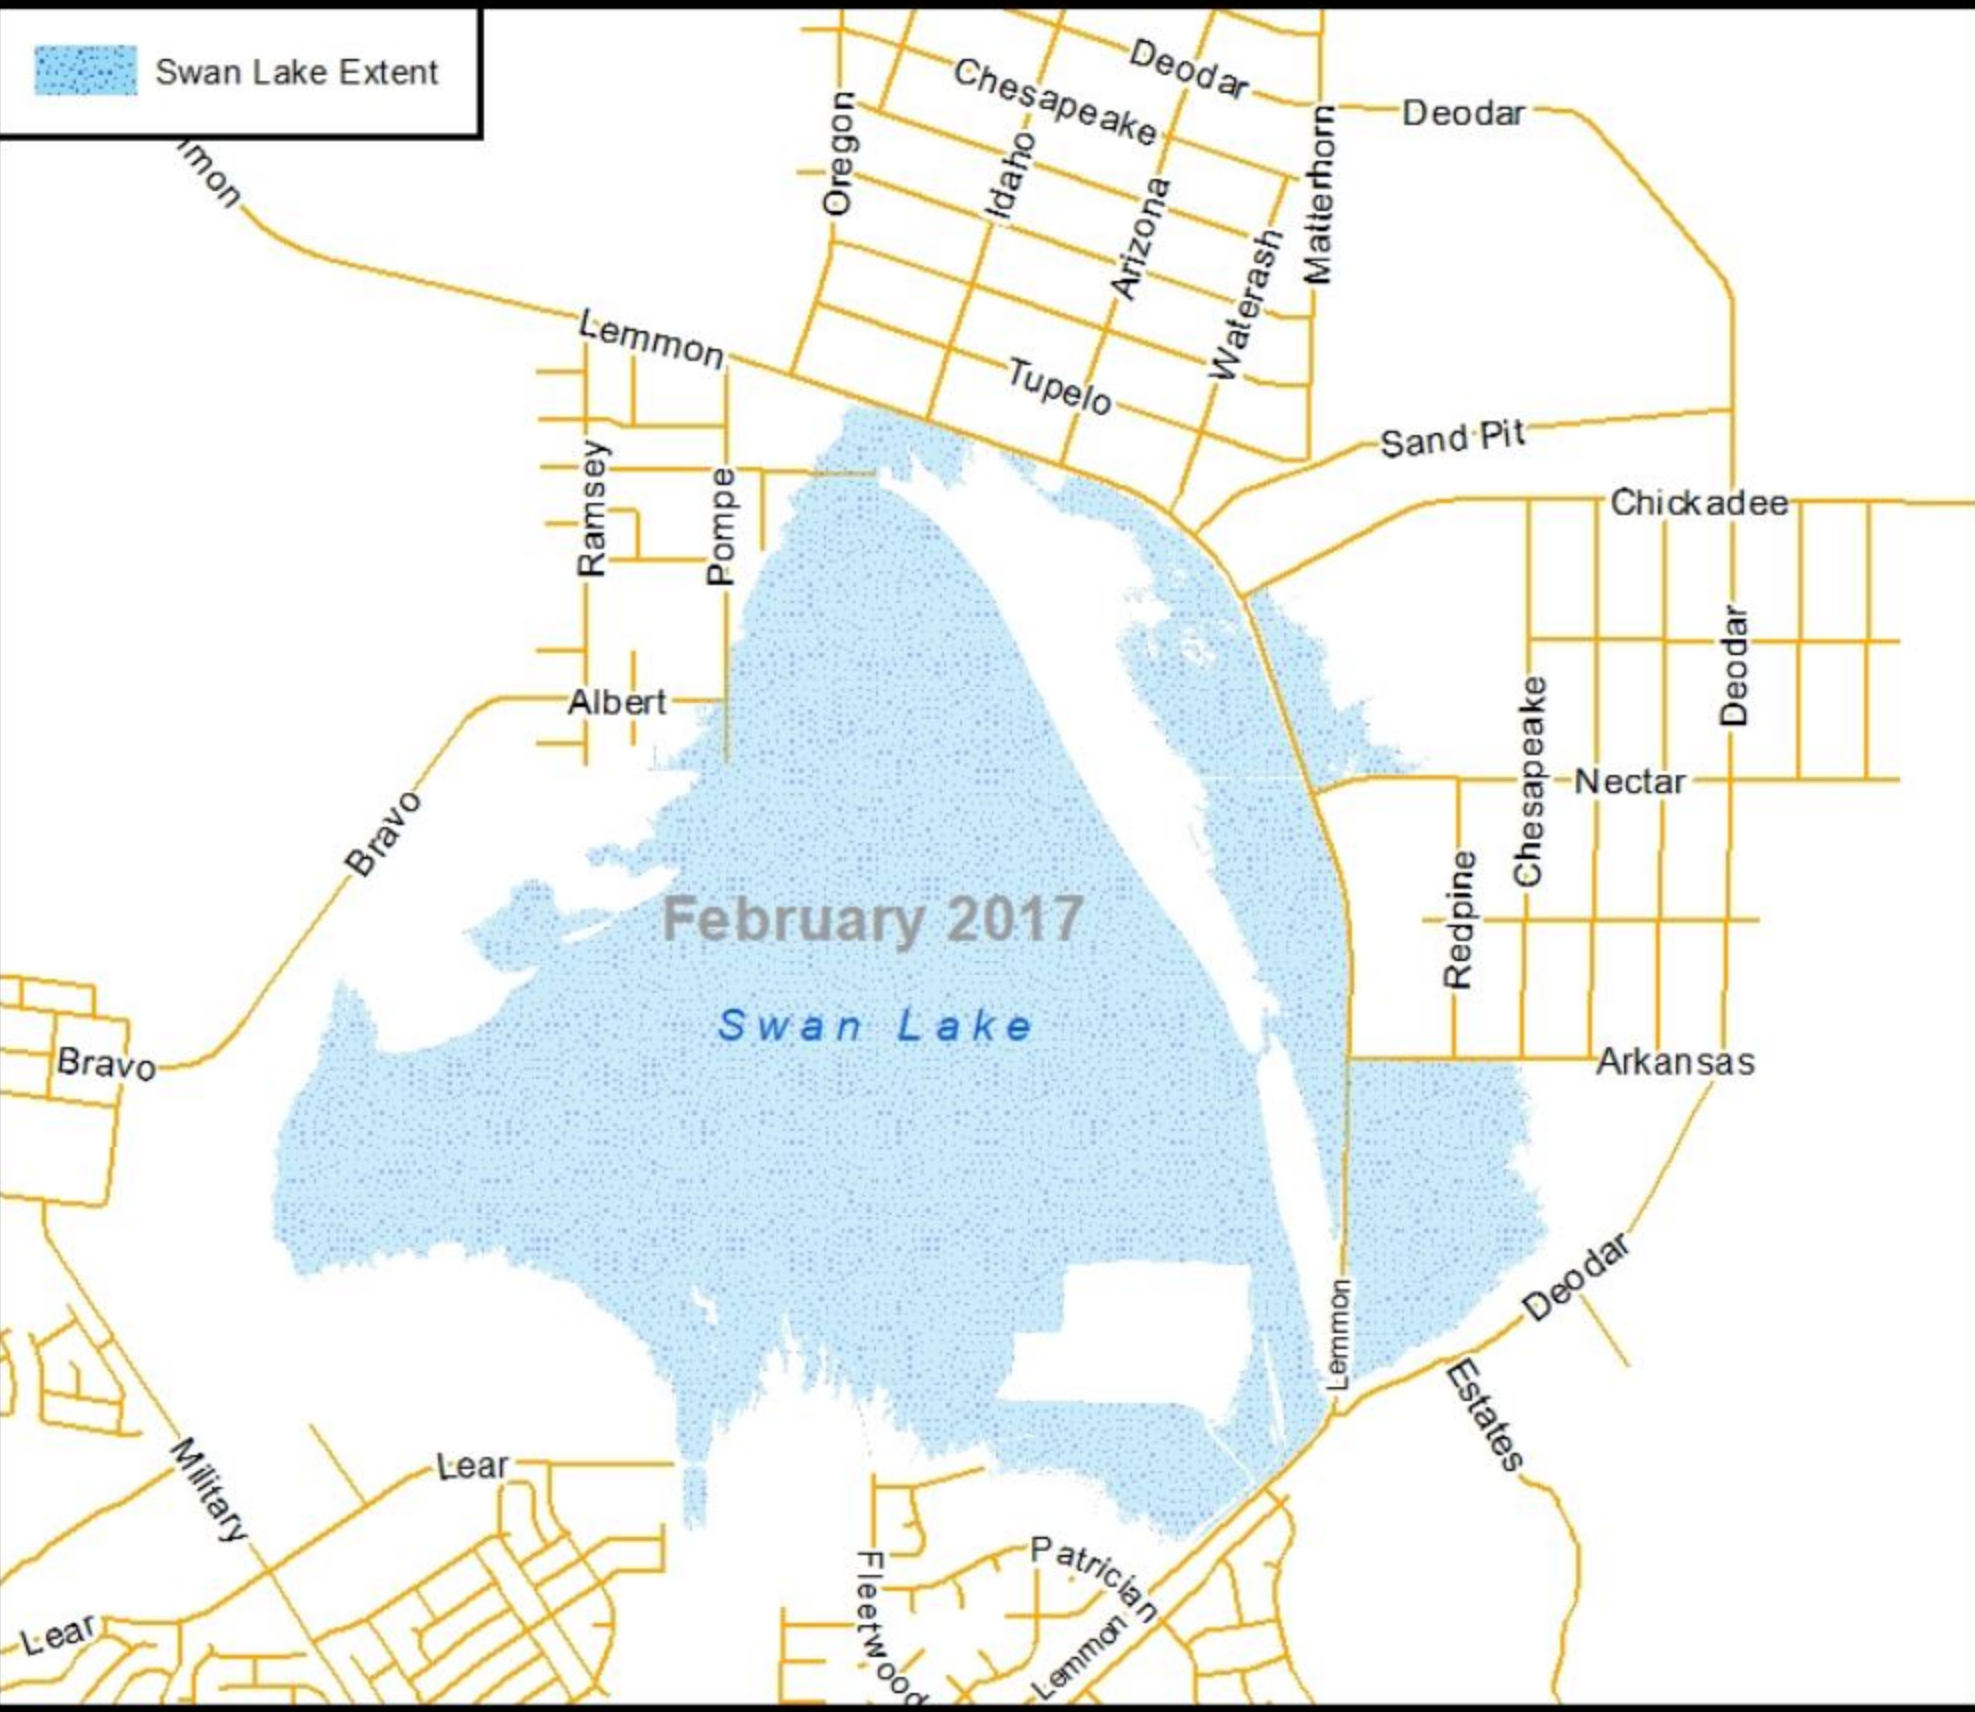 Swan Lake Extent
mmon
Deodar
Chesapeake
Deodar
Oregon
Idaho
Arizona
Matterhorn
Waterash
Lemmon
Tupelo
Sand Pit
Chickadee
Ramsey
Pompe
Deodar
Albert
Chesapeake
Nectar
Bravo
Redpine
February 2017
Swan Lake
Bravo
Arkansas
Deodar
Lemmon
Estates
Military
Lear
Patrician
Fleetwood
Lear
Lemmon